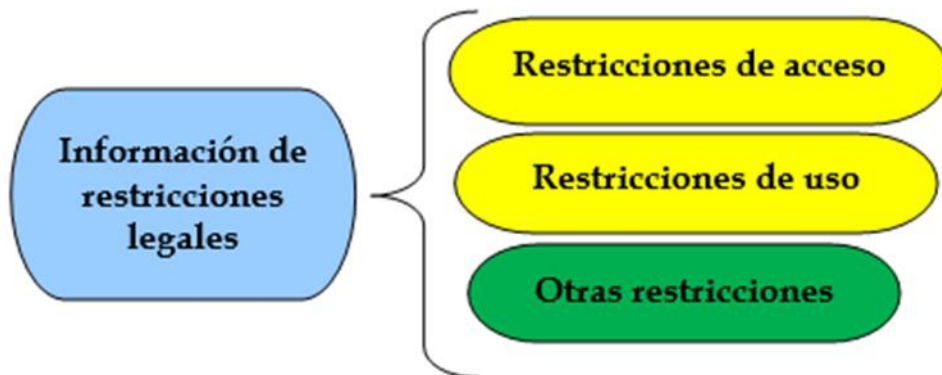 Información de
restricciones
legales
Restricciones de acceso
Restricciones de uso
Otras restricciones